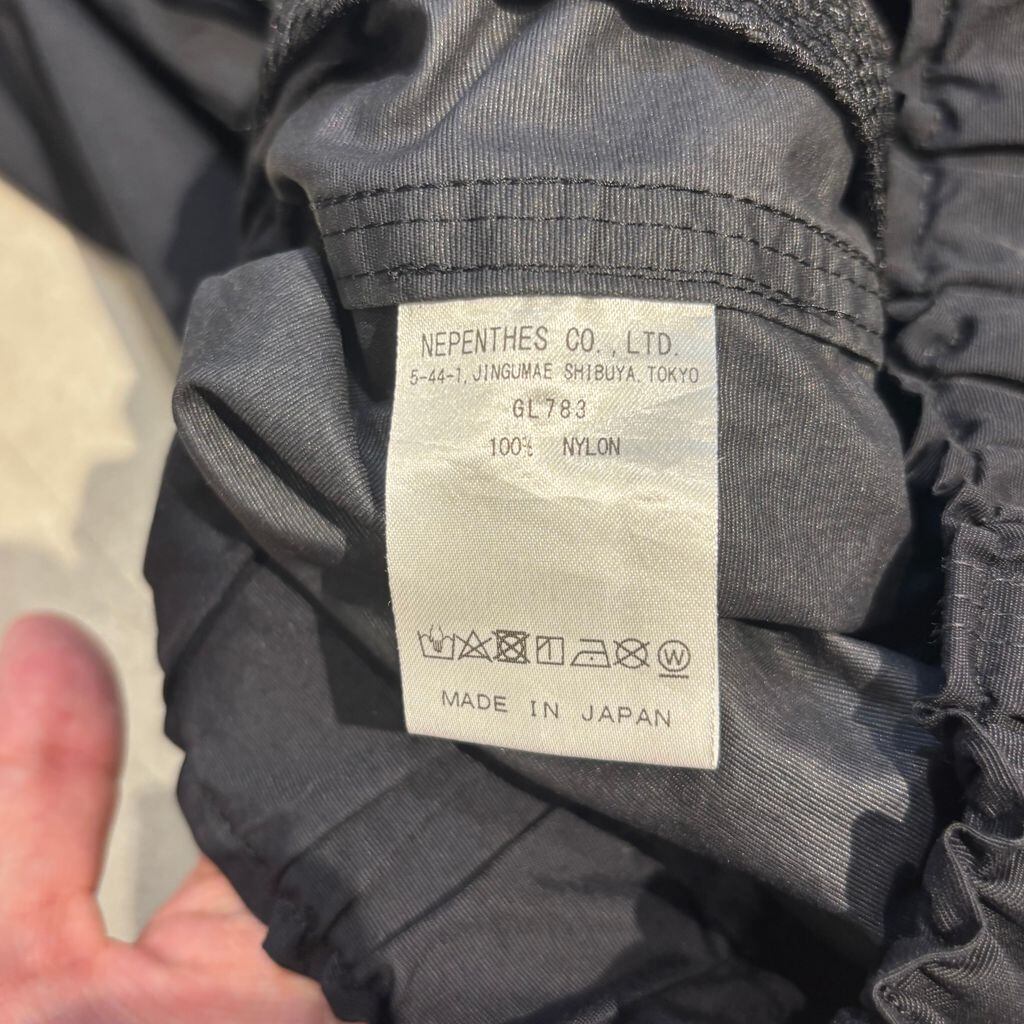 NEPENTHES CO.,LTD.
5-44-1,JINGUMAE SHIBUYA.TOKYO
GL783
100% NYLON
W
MADE IN JAPAN